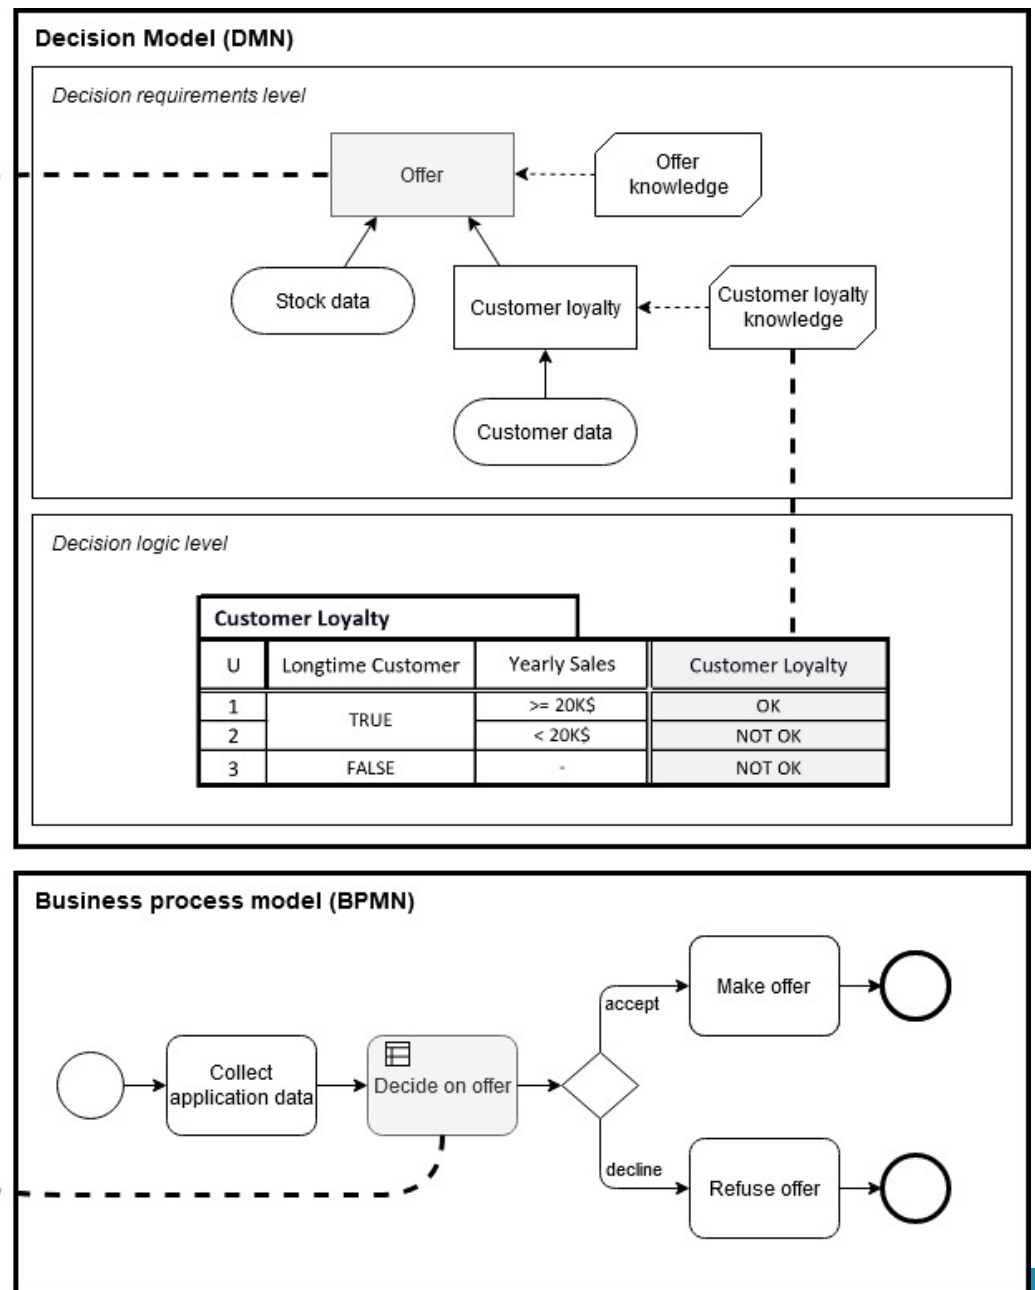 Decision Model (DMN)
Decision requirements level
Offer
Offer
knowledge
Stock data
Customer loyalty
Customer loyalty
knowledge
Customer data
Decision logic level
Customer Loyalty
U Longtime Customer Yearly Sales Customer Loyalty
1 TRUE >= 20K$ OK
2 < 20K$ NOT OK
3 FALSE - NOT OK
Business process model (BPMN)
Collect
application data
Decide on offer
accept
Make offer
decline
Refuse offer